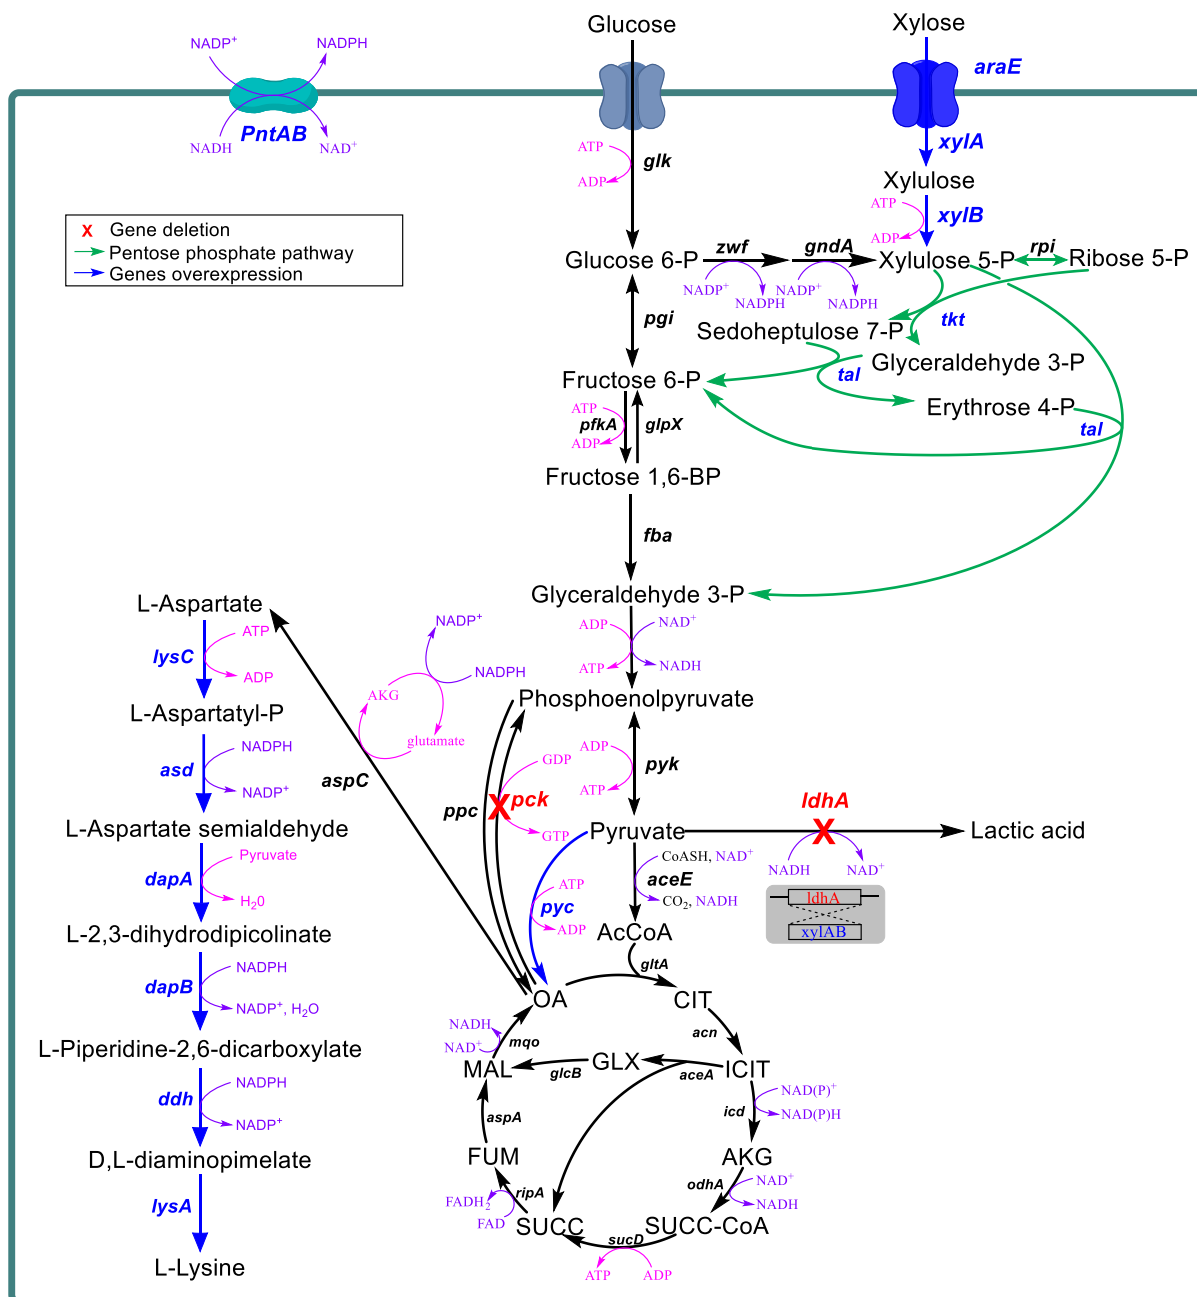 Glucose
Xylose
NADP⁺
NADPH
araE
PntAB
NADH
NAD⁺
xylA
ATP
glk
ADP
Xylulose
ATP
xylB
ADP
X Gene deletion
Pentose phosphate pathway
Genes overexpression
Glucose 6-P
zwf
gndA
Xylulose 5-P
rpi
Ribose 5-P
NADP⁺
NADPH
NADP⁺
NADPH
pgi
tkt
Sedoheptulose 7-P
Glyceraldehyde 3-P
tal
Fructose 6-P
Erythrose 4-P
tal
ATP
pfkA
ADP
glpX
Fructose 1,6-BP
fba
Glyceraldehyde 3-P
L-Aspartate
ADP
NAD⁺
ATP
NADH
NADP⁺
NADPH
AKG
glutamate
lysC
ATP
ADP
Phosphoenolpyruvate
L-Aspartatyl-P
asd
NADPH
NADP⁺
aspC
ppc
X
pck
GDP
GTP
ADP
ATP
pyk
ldhA
X
L-Aspartate semialdehyde
Pyruvate
Lactic acid
dapA
Pyruvate
H₂0
pyc
ATP
ADP
CoASH, NAD⁺
aceE
CO₂, NADH
NADH
NAD⁺
ldhA
xylAB
L-2,3-dihydrodipicolinate
AcCoA
gltA
dapB
NADPH
NADP⁺, H₂O
OA
CIT
NADH
NAD⁺
mqo
acn
L-Piperidine-2,6-dicarboxylate
MAL
glcB
GLX
aceA
ICIT
ddh
NADPH
NADP⁺
aspA
icd
NAD(P)⁺
NAD(P)H
D,L-diaminopimelate
FUM
AKG
lysA
FADH₂
FAD
ripA
odhA
NAD⁺
NADH
SUCC
sucD
SUCC-CoA
L-Lysine
ATP
ADP